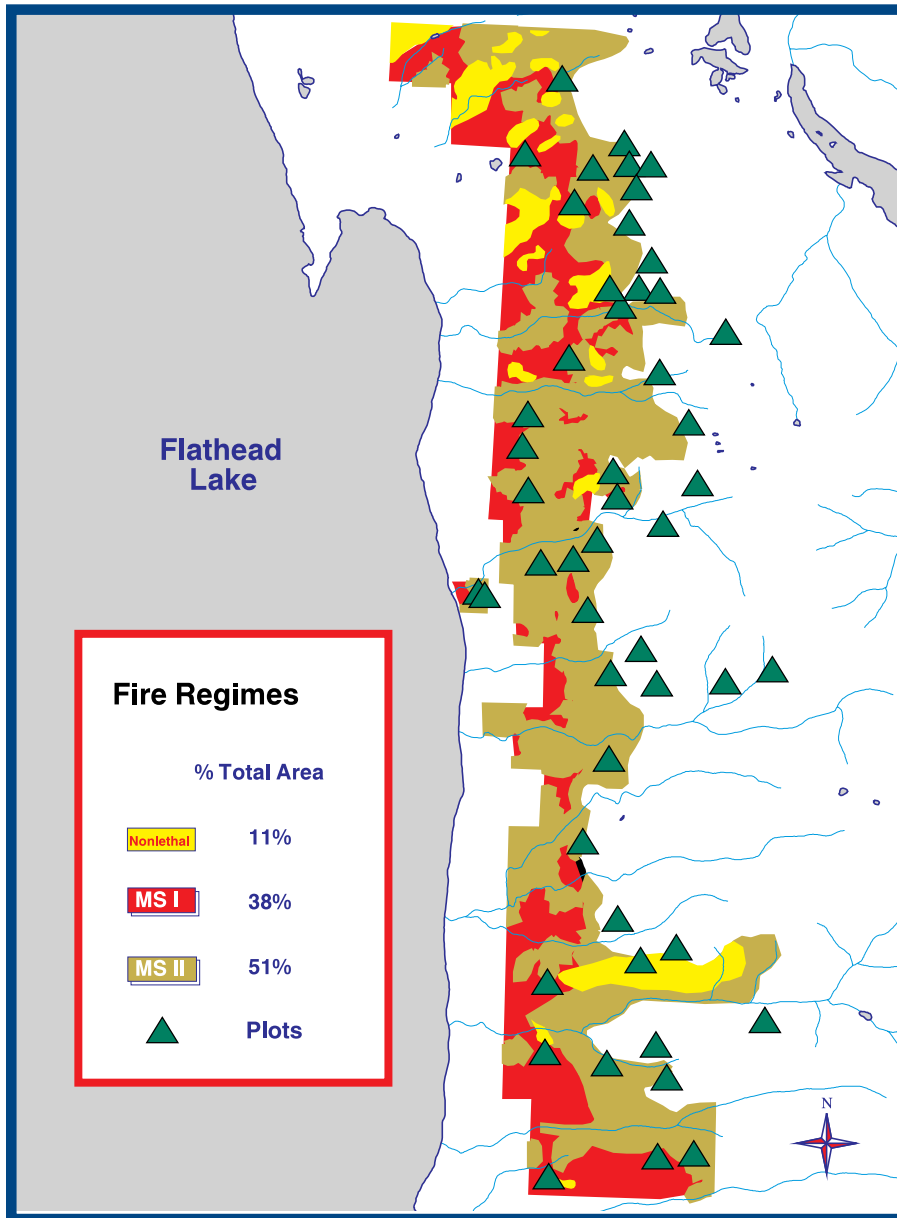 Flathead
Lake
Fire Regimes
% Total Area
Nonlethal 11%
MS I 38%
MS II 51%
Plots
N